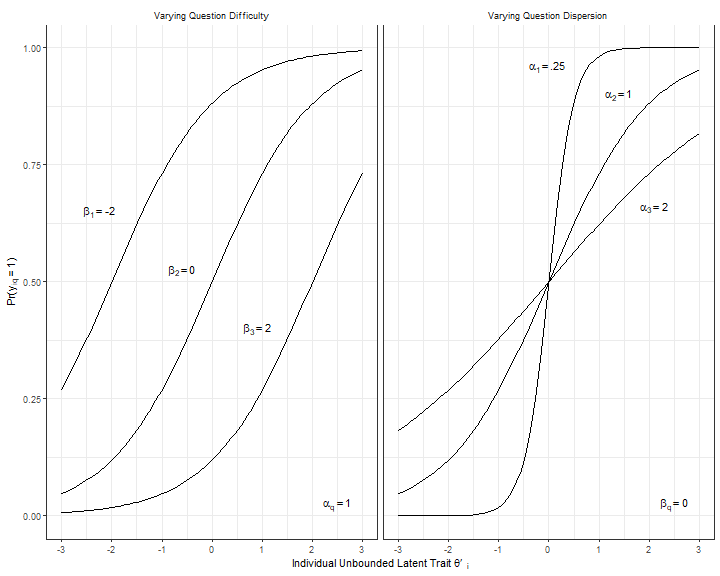 Varying Question Difficulty
Varying Question Dispersion
Pr(y_iq = 1)
1.00
0.75
0.50
0.25
0.00
β₁ = -2
β₂ = 0
β₃ = 2
α_q = 1
α₁ = .25
α₂ = 1
α₃ = 2
β_q = 0
-3 -2 -1 0 1 2 3
-3 -2 -1 0 1 2 3
Individual Unbounded Latent Trait θ′ᵢ